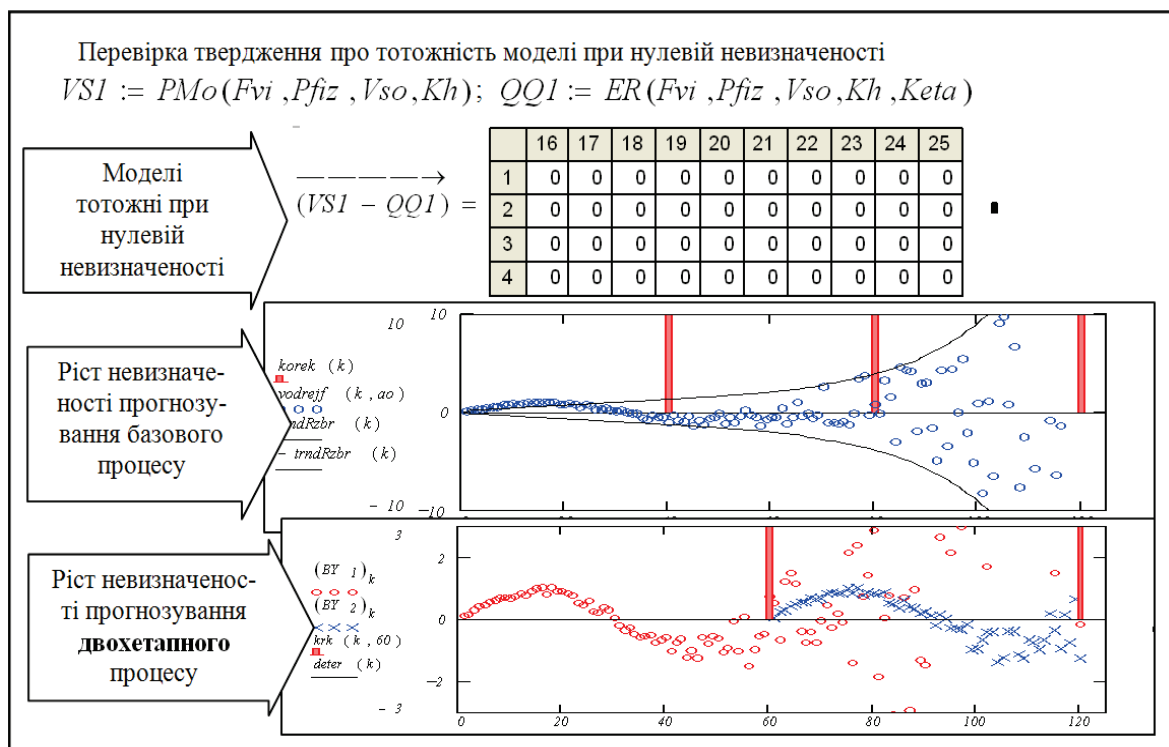 Перевірка твердження про тотожність моделі при нулевій невизначеності
VS1 := PMo(Fvi ,Pfiz ,Vso,Kh); QQ1 := ER(Fvi ,Pfiz ,Vso,Kh ,Keta)
Моделі
тотожні при
нулевій
невизначеності
(VS1 − QQ1) =
16 17 18 19 20 21 22 23 24 25
1 0 0 0 0 0 0 0 0 0 0
2 0 0 0 0 0 0 0 0 0 0
3 0 0 0 0 0 0 0 0 0 0
4 0 0 0 0 0 0 0 0 0 0
Ріст невизначе-
ності прогнозу-
вання базового
процесу
10
korek (k)
vodrejf (k , ao)
ndRzbr (k)
− trndRzbr (k)
− 10
10
0
−10
Ріст невизначенос-
ті прогнозування
двохетапного
процесу
3
(BY 1)k
(BY 2)k
krk (k , 60)
deter (k)
− 3
2
0
−2
0 20 40 60 80 100 120